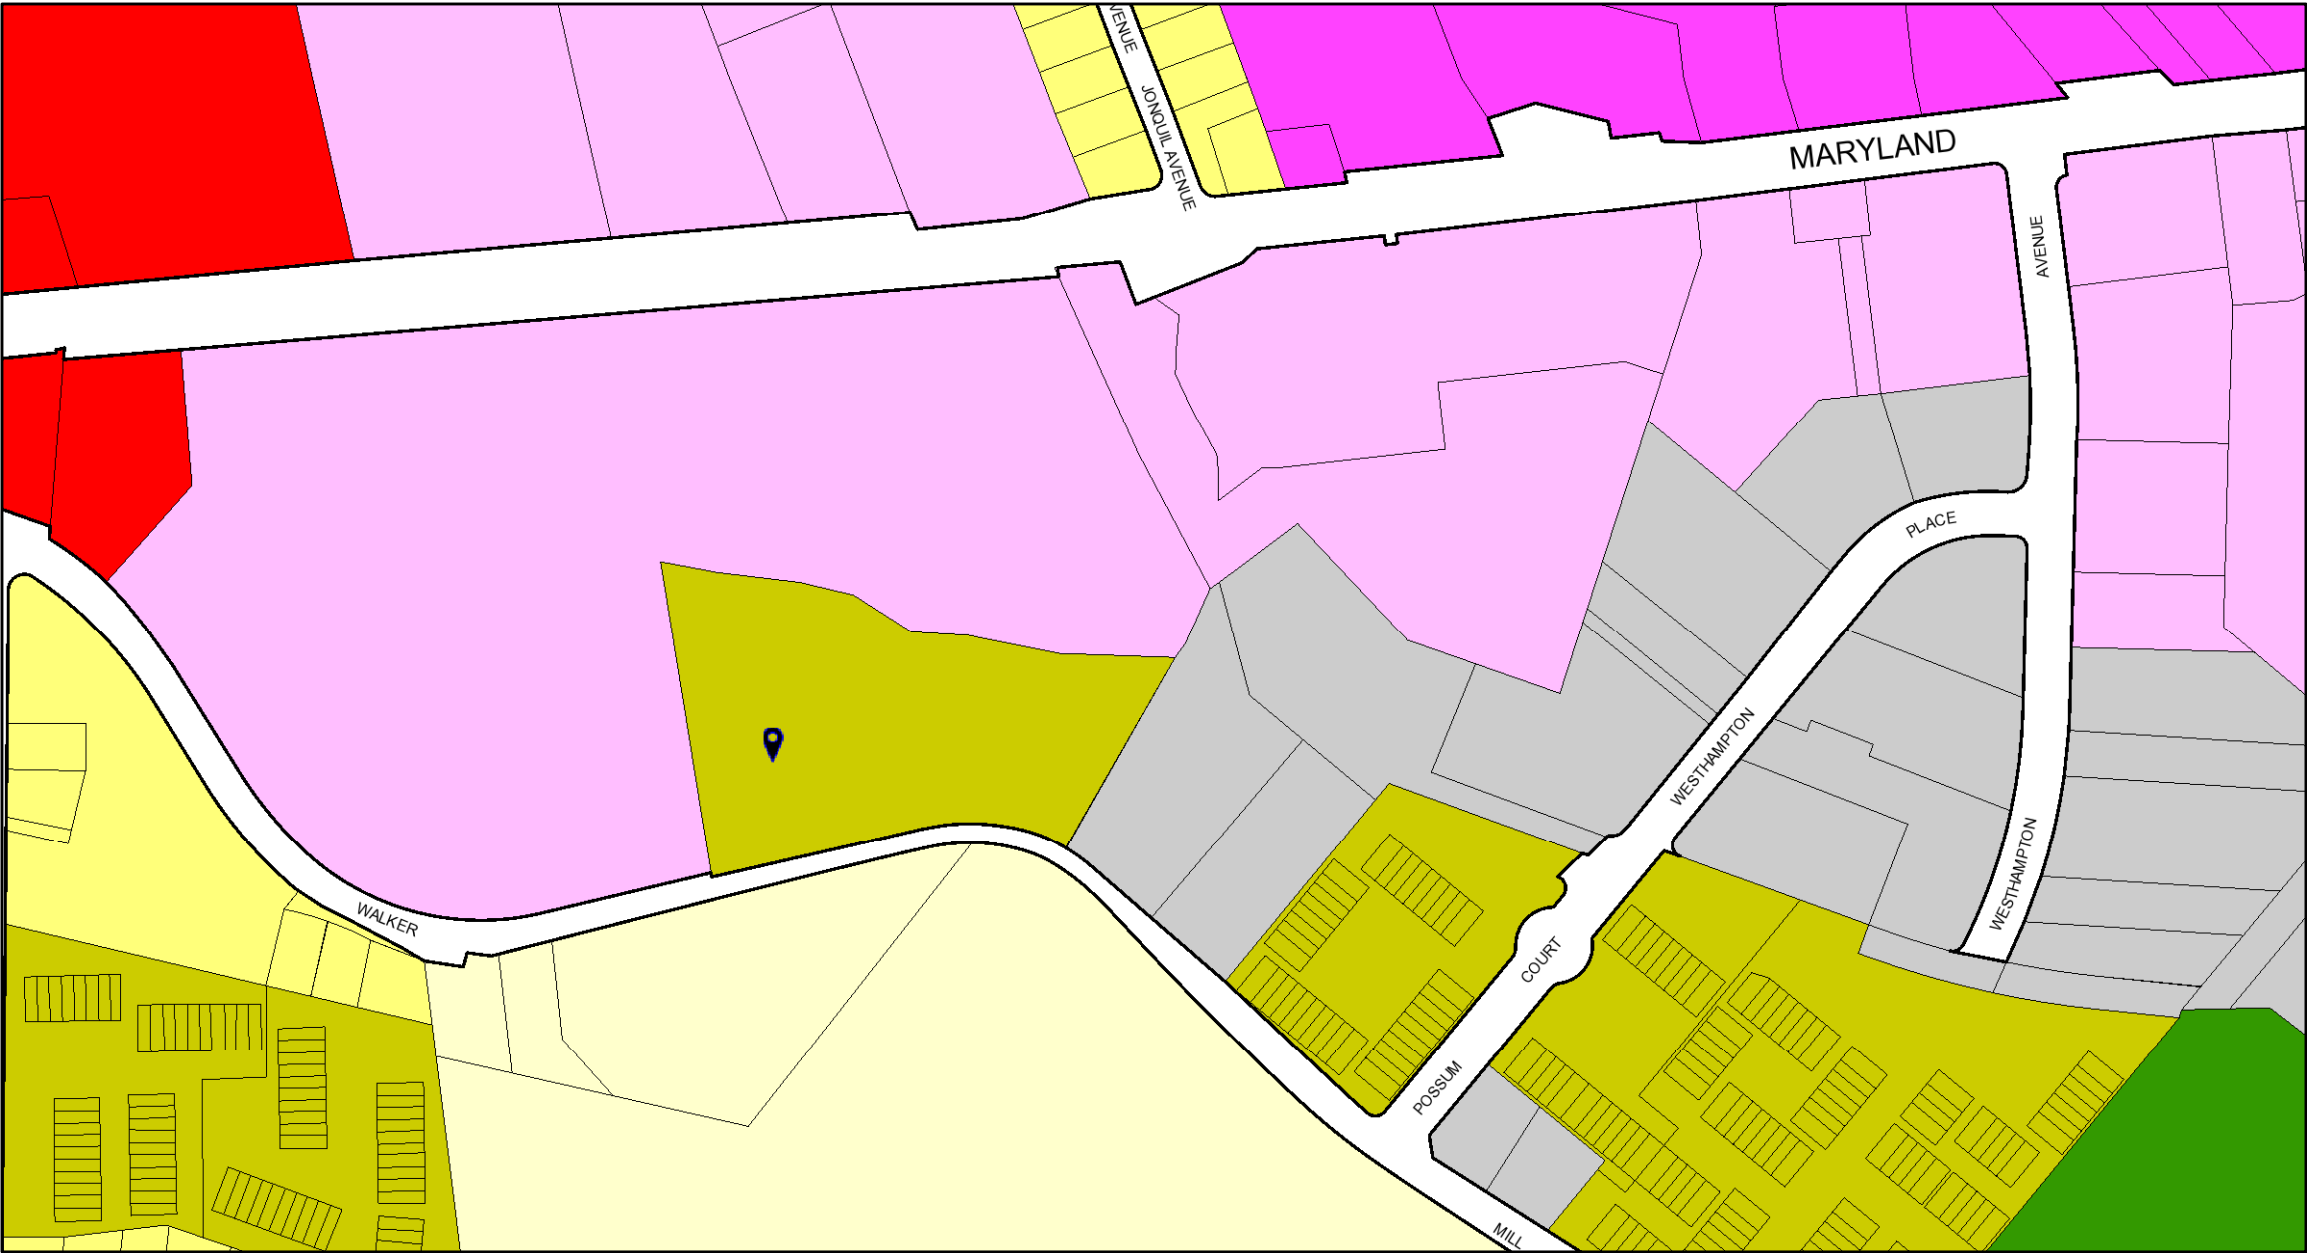 VENUE
JONQUIL AVENUE
MARYLAND
AVENUE
PLACE
WESTHAMPTON
WESTHAMPTON
WALKER
COURT
POSSUM
MILL